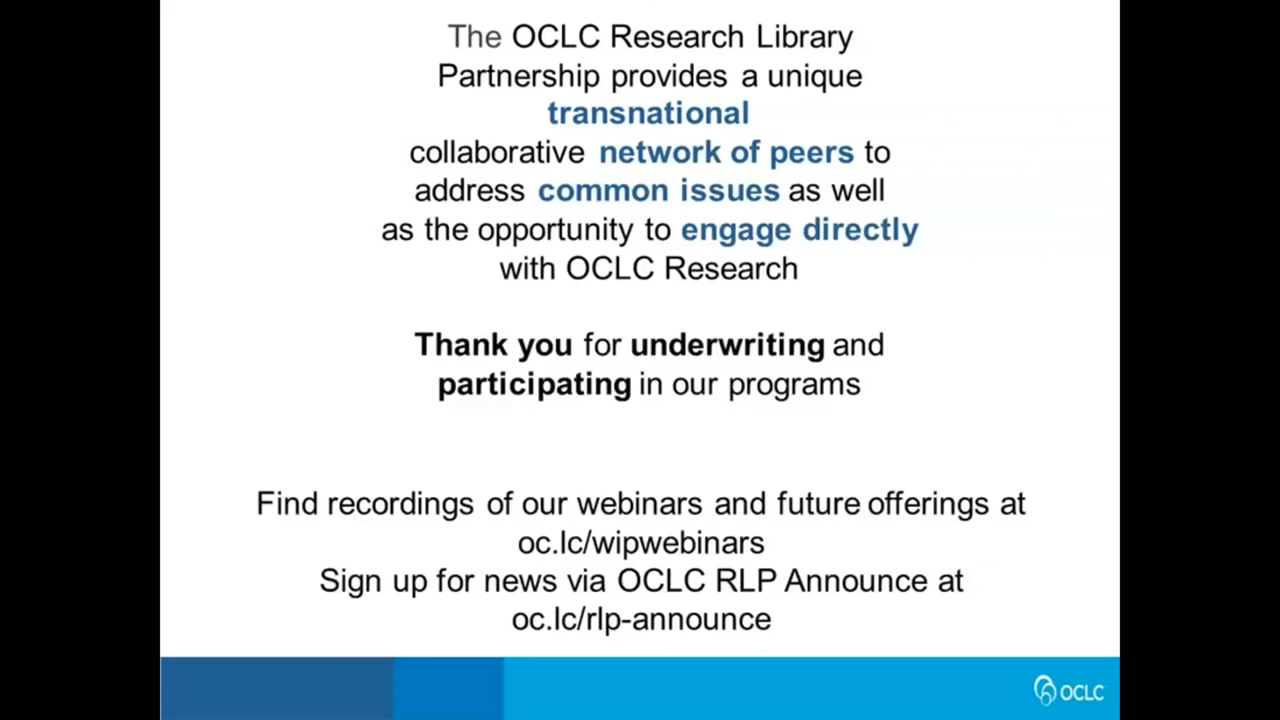 The OCLC Research Library
Partnership provides a unique
transnational
collaborative network of peers to
address common issues as well
as the opportunity to engage directly
with OCLC Research
Thank you for underwriting and
participating in our programs
Find recordings of our webinars and future offerings at
oc.lc/wipwebinars
Sign up for news via OCLC RLP Announce at
oc.lc/rlp-announce
OCLC